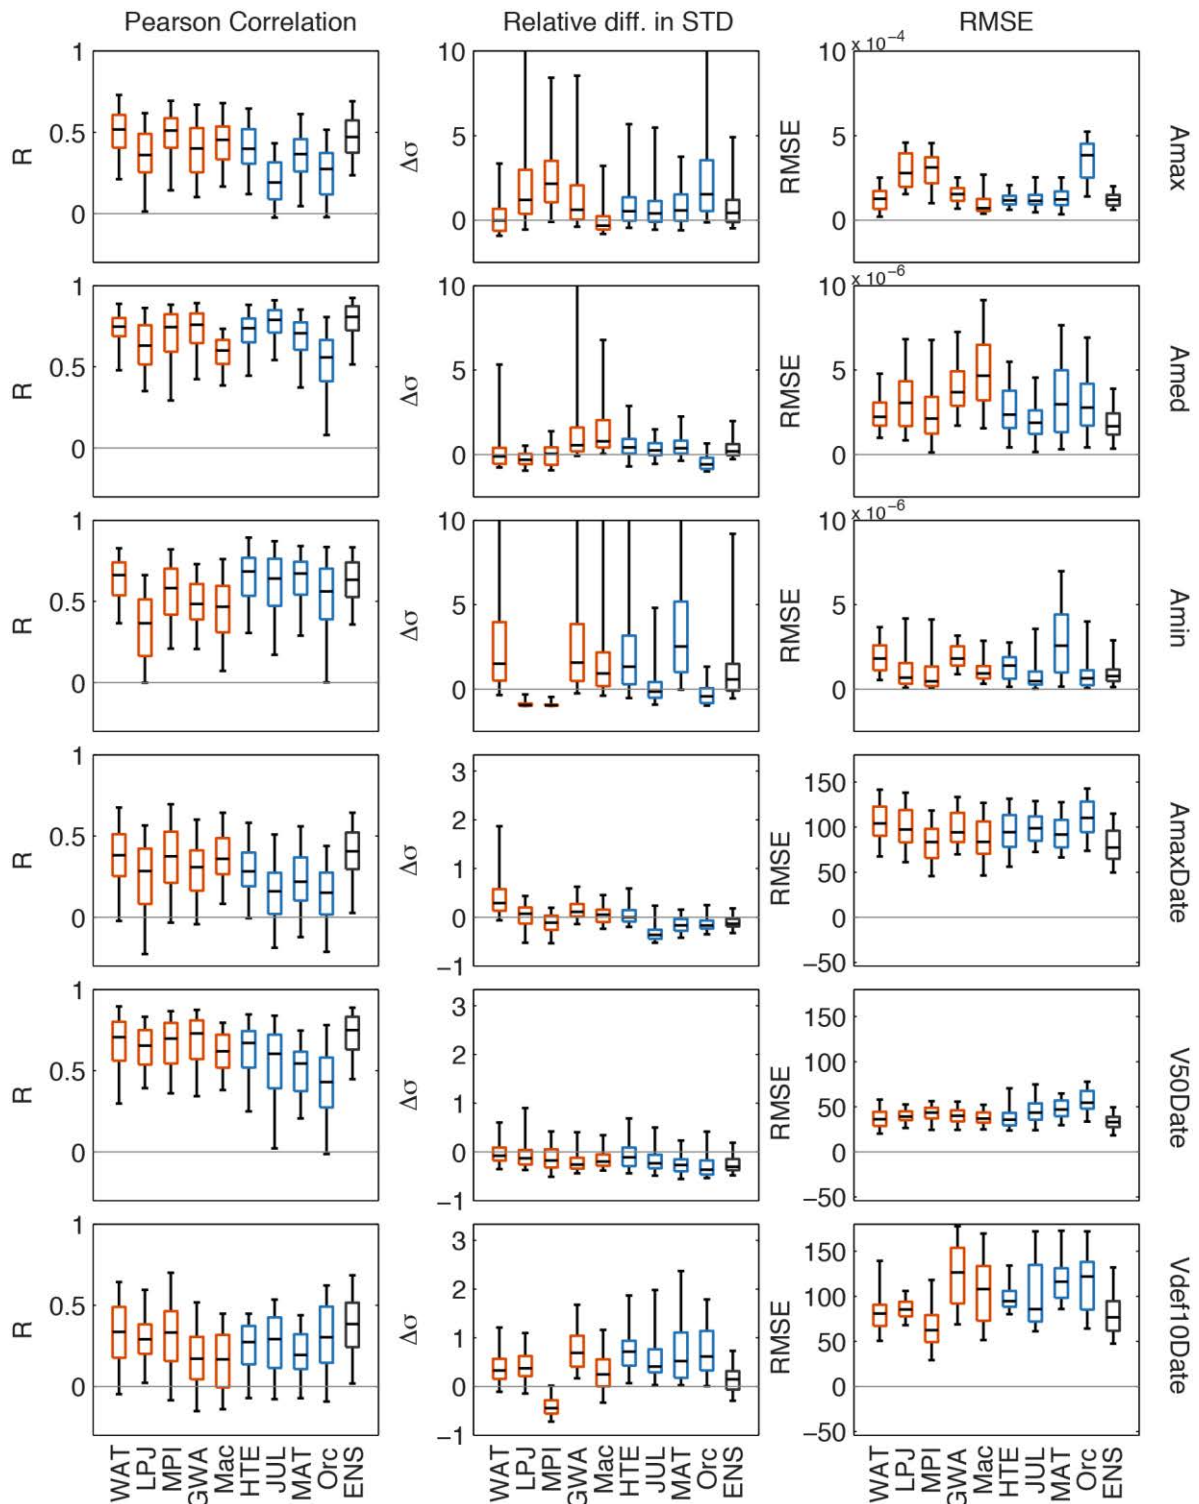 Pearson Correlation
Relative diff. in STD
RMSE
1
0.5
0
R
10
5
0
Δσ
10 x 10⁻⁴
5
0
RMSE
Amax
1
0.5
0
R
10
5
0
Δσ
10 x 10⁻⁶
5
0
RMSE
Amed
1
0.5
0
R
10
5
0
Δσ
10 x 10⁻⁶
5
0
RMSE
Amin
1
0.5
0
R
3
2
1
0
−1
Δσ
150
100
50
0
−50
RMSE
AmaxDate
1
0.5
0
R
3
2
1
0
−1
Δσ
150
100
50
0
−50
RMSE
V50Date
1
0.5
0
R
3
2
1
0
−1
Δσ
150
100
50
0
−50
RMSE
Vdef10Date
WAT LPJ MPI GWA Mac HTE JUL MAT Orc ENS
WAT LPJ MPI GWA Mac HTE JUL MAT Orc ENS
WAT LPJ MPI GWA Mac HTE JUL MAT Orc ENS